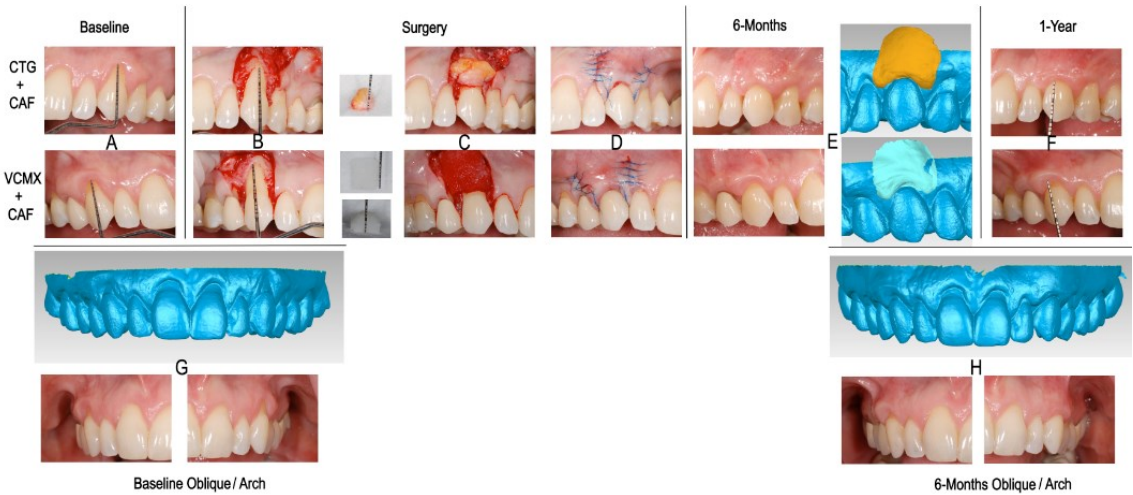 Baseline
Surgery
6-Months
1-Year
CTG
+
CAF
A
B
C
D
E
F
VCMX
+
CAF
G
H
Baseline Oblique / Arch
6-Months Oblique / Arch